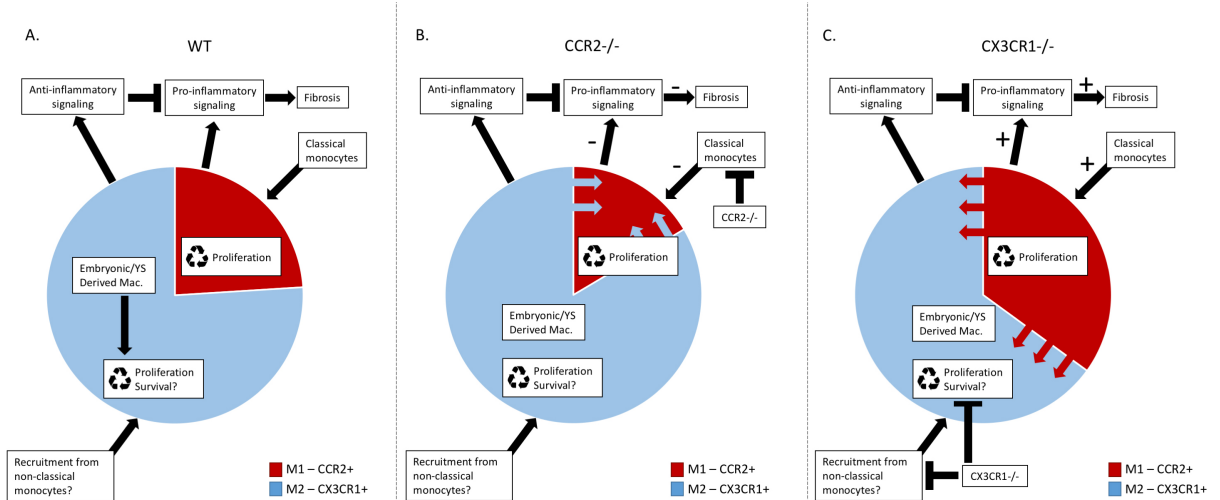 A.
WT
Anti-inflammatory
signaling
Pro-inflammatory
signaling
Fibrosis
Classical
monocytes
Proliferation
Embryonic/YS
Derived Mac.
Proliferation
Survival?
Recruitment from
non-classical
monocytes?
M1 – CCR2+
M2 – CX3CR1+
B.
CCR2-/-
Anti-inflammatory
signaling
Pro-inflammatory
signaling
-
Fibrosis
-
Classical
monocytes
-
CCR2-/-
Proliferation
Embryonic/YS
Derived Mac.
Proliferation
Survival?
Recruitment from
non-classical
monocytes?
M1 – CCR2+
M2 – CX3CR1+
C.
CX3CR1-/-
Anti-inflammatory
signaling
Pro-inflammatory
signaling
+
Fibrosis
+
Classical
monocytes
+
Proliferation
Embryonic/YS
Derived Mac.
Proliferation
Survival?
Recruitment from
non-classical
monocytes?
CX3CR1-/-
M1 – CCR2+
M2 – CX3CR1+